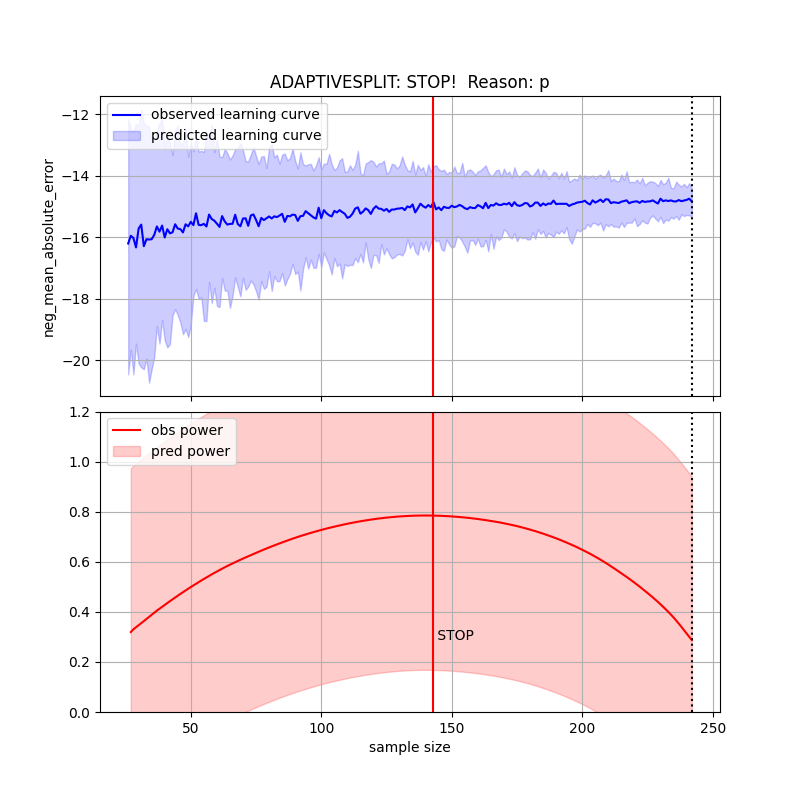 ADAPTIVESPLIT: STOP!  Reason: p
observed learning curve
predicted learning curve
neg_mean_absolute_error
−12
−14
−16
−18
−20
obs power
pred power
1.2
1.0
0.8
0.6
0.4
0.2
0.0
STOP
50
100
150
200
250
sample size